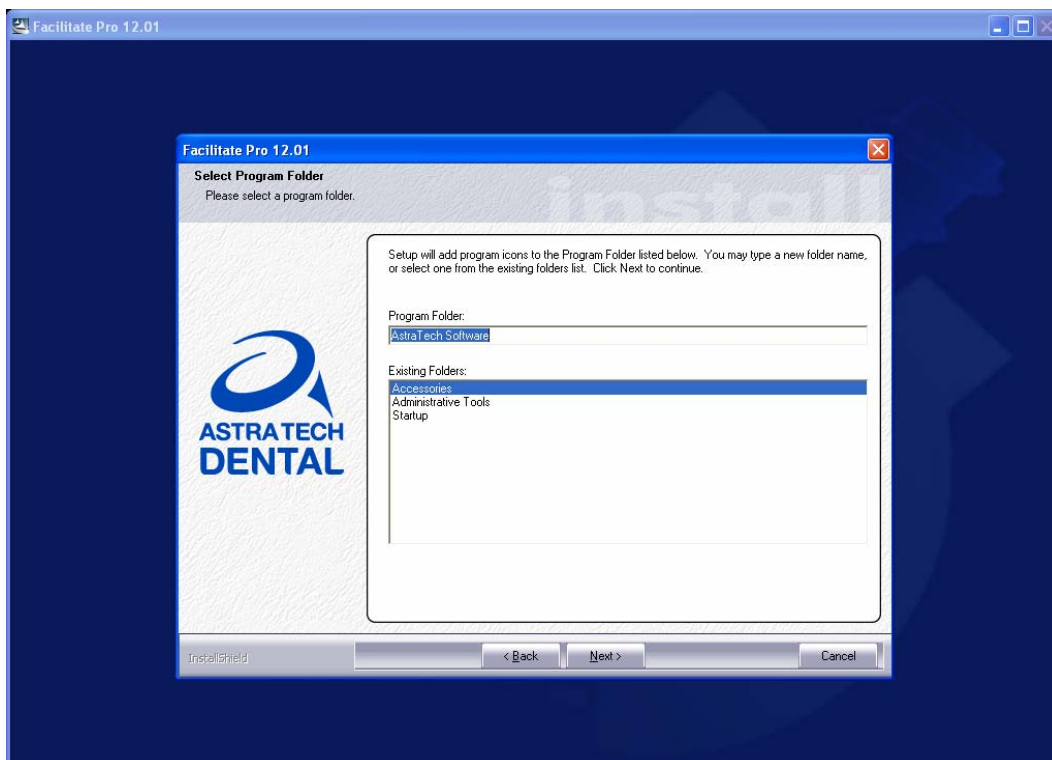 Facilitate Pro 12.01
Facilitate Pro 12.01
Select Program Folder
Please select a program folder.
install
Setup will add program icons to the Program Folder listed below. You may type a new folder name,
or select one from the existing folders list. Click Next to continue.
Program Folder:
AstraTech Software
Existing Folders:
Accessories
Administrative Tools
Startup
ASTRATECH
DENTAL
InstallShield
< Back
Next >
Cancel